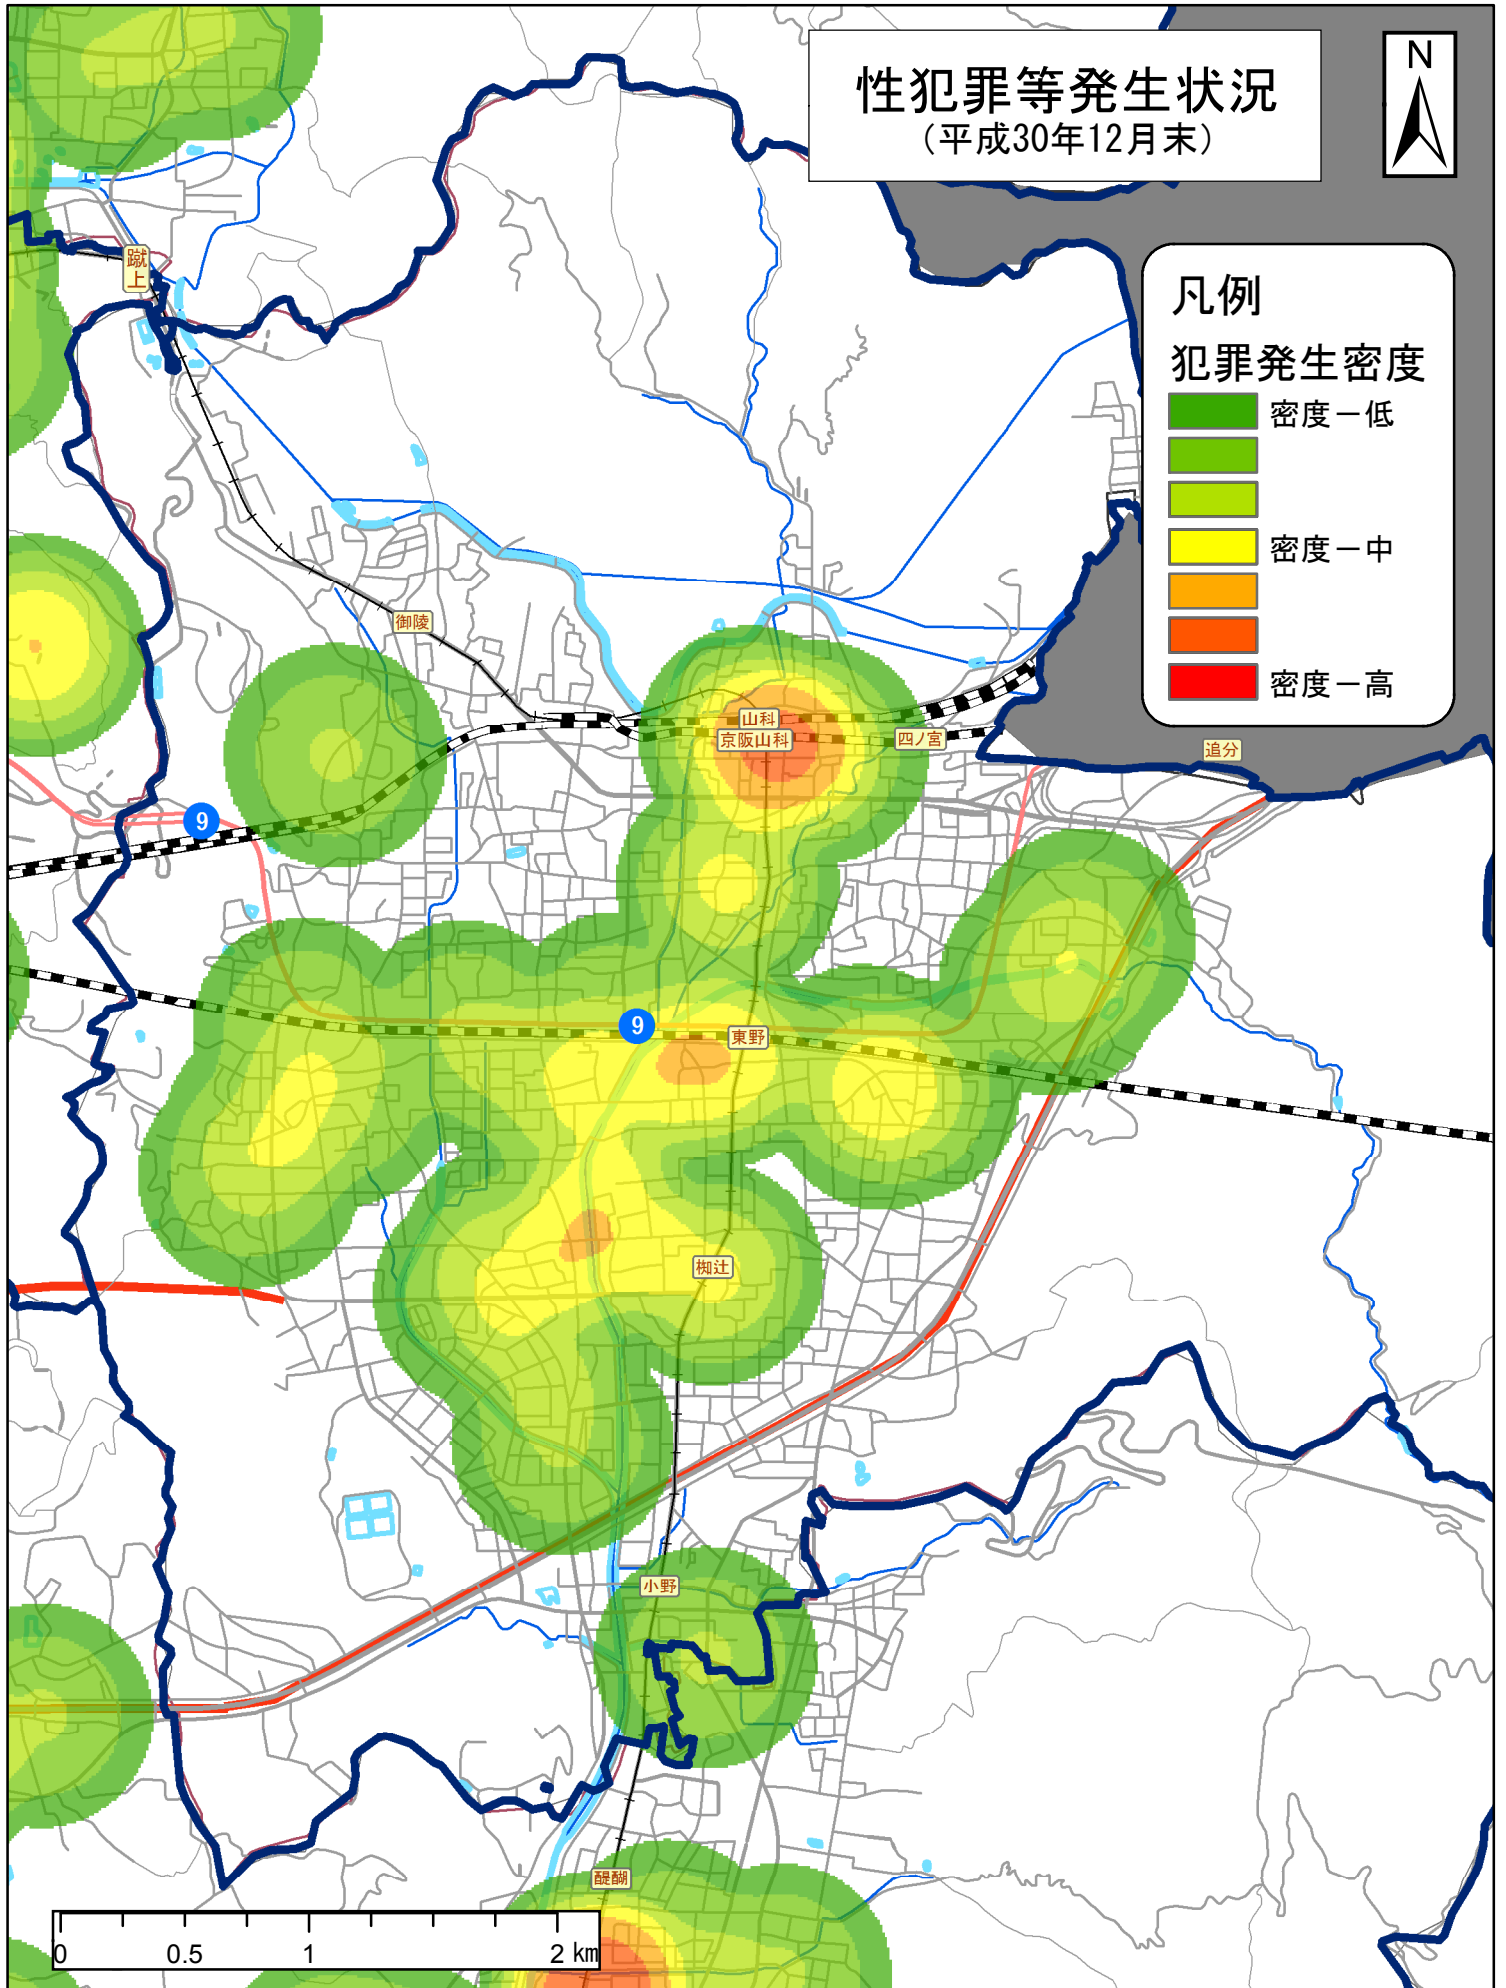 性犯罪等発生状況
（平成30年12月末）
N
蹴
上
凡例
犯罪発生密度
密度－低
密度－中
密度－高
御陵
山科
京阪山科
四ノ宮
追分
9
9
東野
椥辻
小野
醍醐
0 0.5 1 2 km